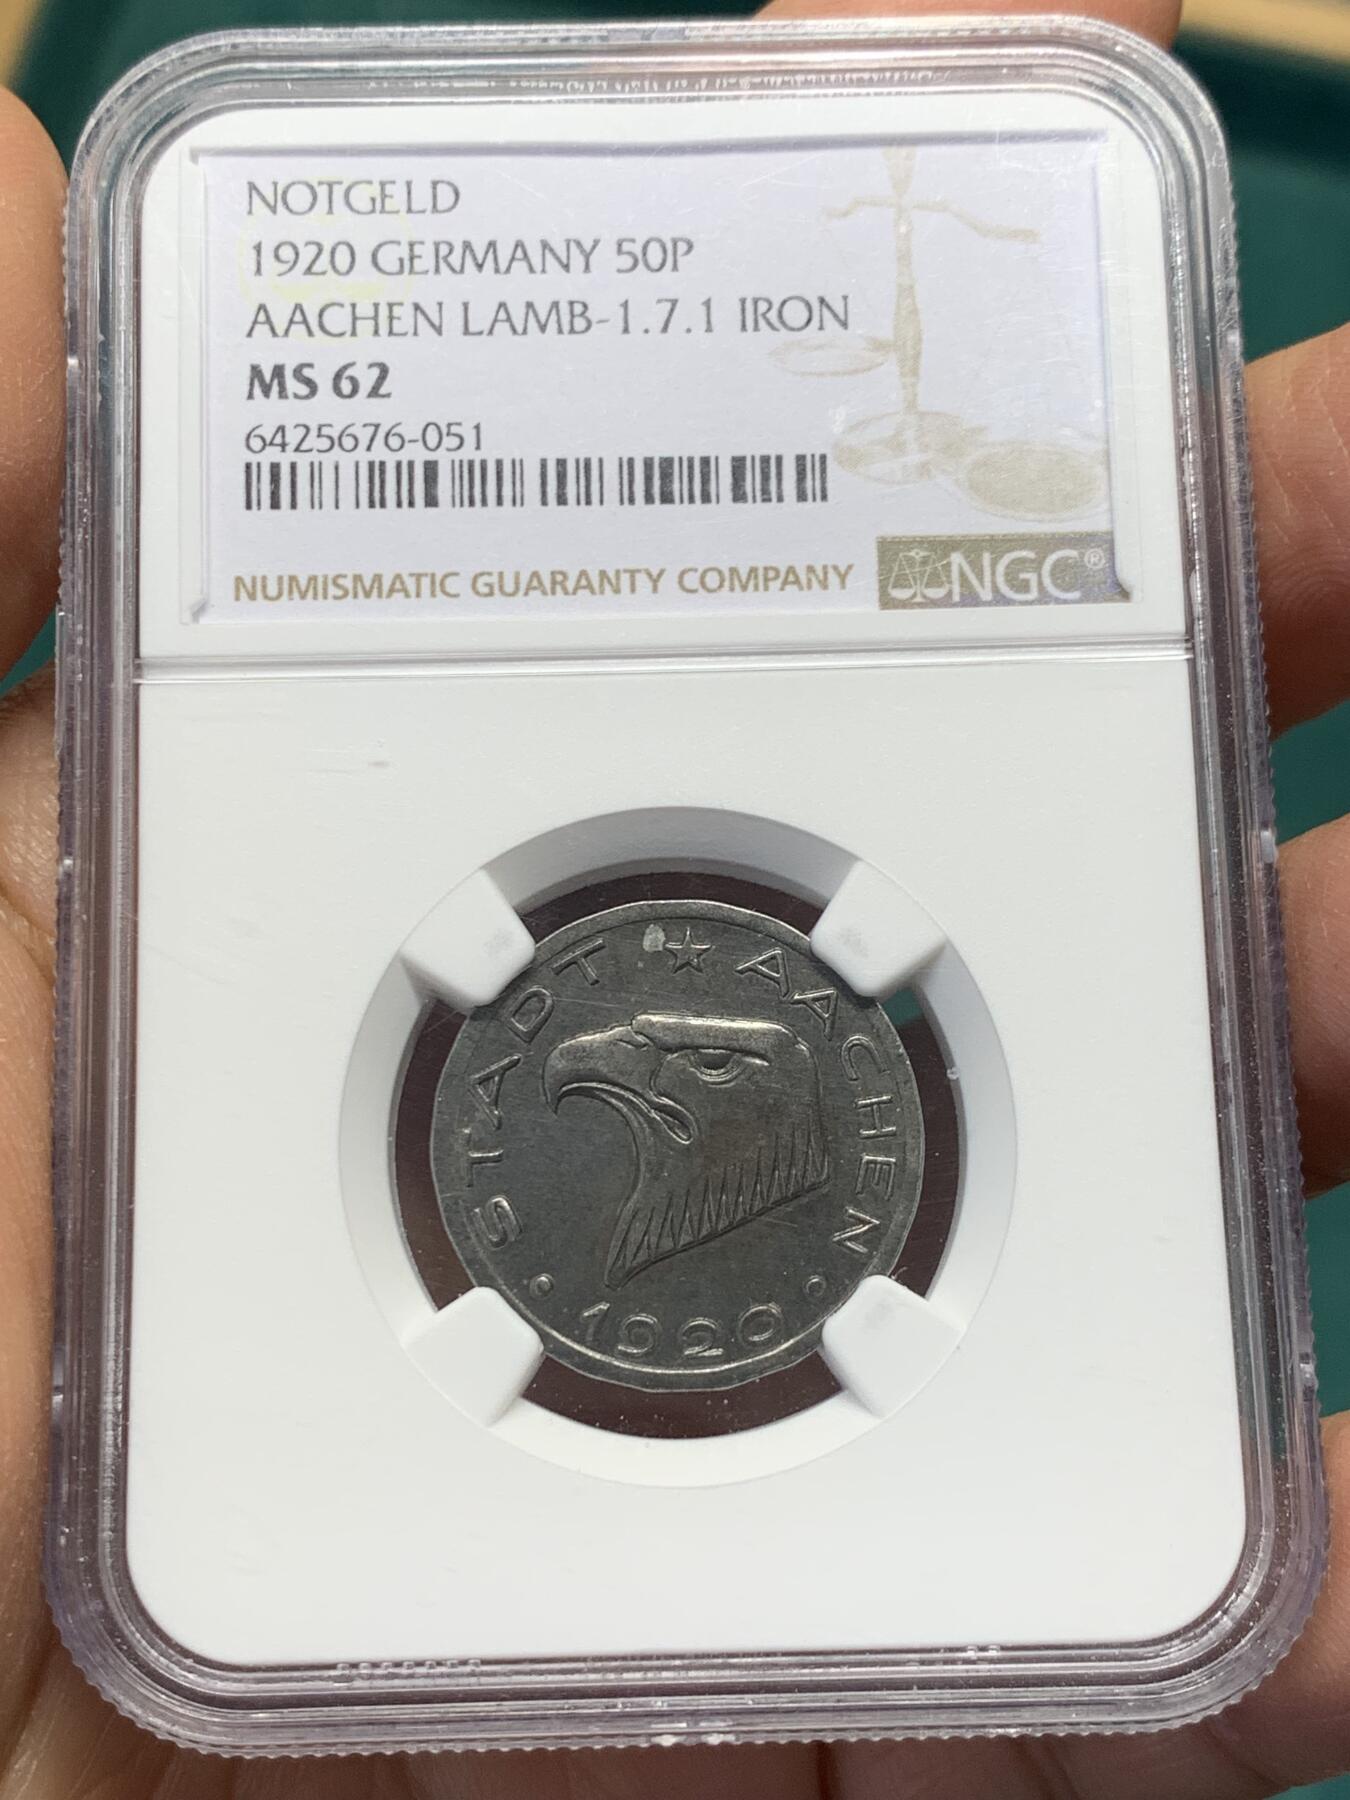 NOTGELD
1920 GERMANY 50P
AACHEN LAMB-1.7.1 IRON
MS 62
6425676-051
NUMISMATIC GUARANTY COMPANY
NGC®
STADT ☆ AACHEN
1920